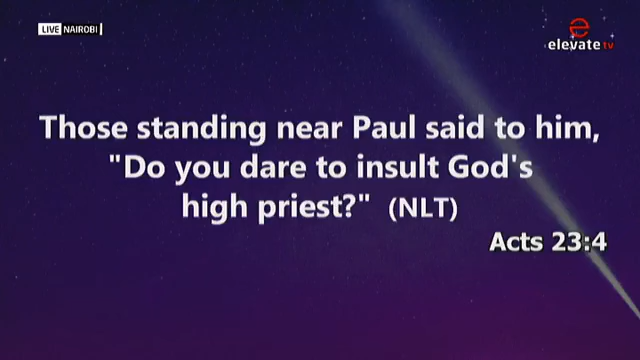 LIVE NAIROBI
elevate tv
Those standing near Paul said to him,
"Do you dare to insult God's
high priest?" (NLT)
Acts 23:4